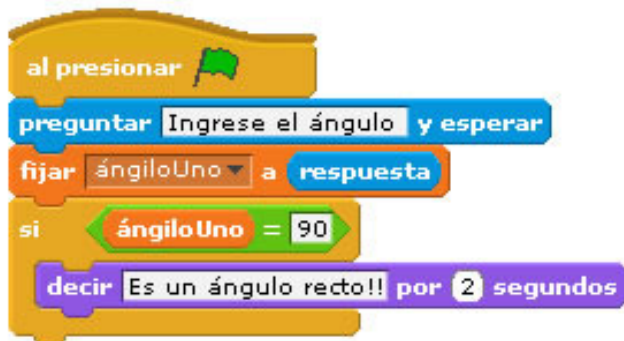 al presionar
preguntar Ingrese el ángulo y esperar
fijar ángiloUno a respuesta
si ángiloUno = 90
decir Es un ángulo recto!! por 2 segundos